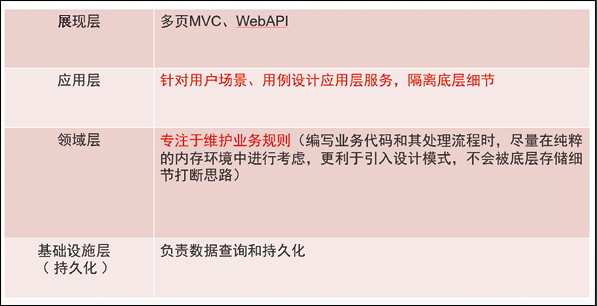 展现层
多页MVC、WebAPI
应用层
针对用户场景、用例设计应用层服务，隔离底层细节
领域层
专注于维护业务规则（编写业务代码和其处理流程时，尽量在纯粹
的内存环境中进行考虑，更利于引入设计模式，不会被底层存储细
节打断思路）
基础设施层
（ 持久化 ）
负责数据查询和持久化